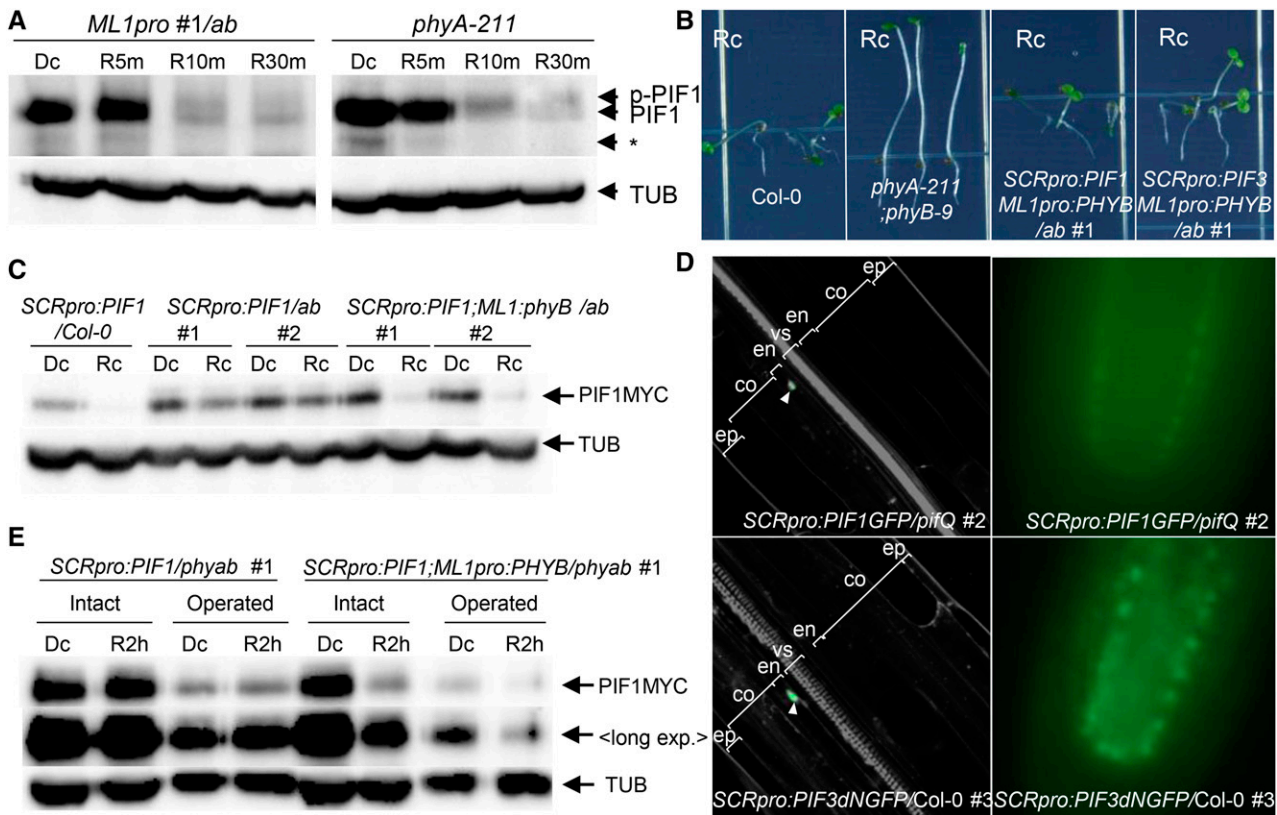 A
ML1pro #1/ab
phyA-211
Dc R5m R10m R30m
Dc R5m R10m R30m
p-PIF1
PIF1
*
TUB
B
Rc
Rc
Rc
Rc
Col-0
phyA-211
;phyB-9
SCRpro:PIF1
ML1pro:PHYB
/ab #1
SCRpro:PIF3
ML1pro:PHYB
/ab #1
C
SCRpro:PIF1
/Col-0
SCRpro:PIF1/ab
#1 #2
SCRpro:PIF1;ML1:phyB /ab
#1 #2
Dc Rc Dc Rc Dc Rc Dc Rc Dc Rc
PIF1MYC
TUB
D
ep
co
en
vs
en
co
ep
SCRpro:PIF1GFP/pifQ #2
SCRpro:PIF1GFP/pifQ #2
ep
co
en
vs
en
co
ep
SCRpro:PIF3dNGFP/Col-0 #3
SCRpro:PIF3dNGFP/Col-0 #3
E
SCRpro:PIF1/phyab #1
SCRpro:PIF1;ML1pro:PHYB/phyab #1
Intact Operated Intact Operated
Dc R2h Dc R2h Dc R2h Dc R2h
PIF1MYC
<long exp.>
TUB